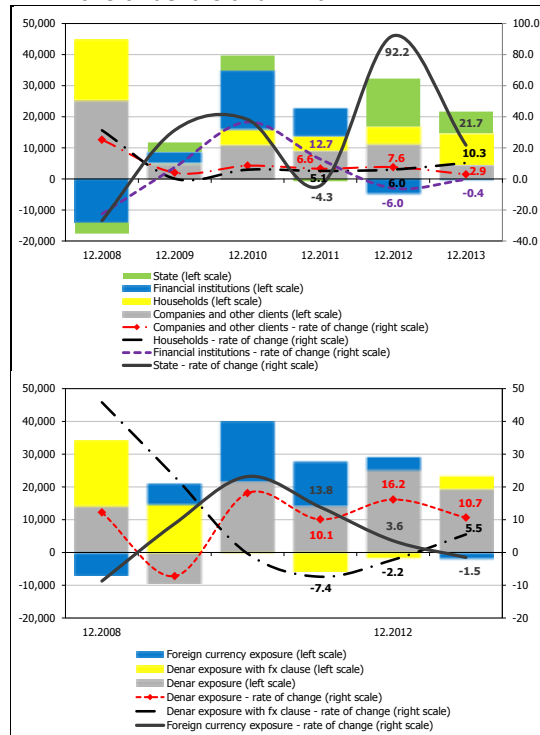 50,000 100.0
40,000 92.2 80.0
30,000 60.0
20,000 21.7 40.0
10,000 12.7 6.6 7.6 10.3 20.0
0 5.1 6.0 2.9 0.0
-10,000 -4.3 -6.0 -0.4 -20.0
-20,000 -40.0
12.2008 12.2009 12.2010 12.2011 12.2012 12.2013
State (left scale)
Financial institutions (left scale)
Households (left scale)
Companies and other clients (left scale)
Companies and other clients - rate of change (right scale)
Households - rate of change (right scale)
Financial institutions - rate of change (right scale)
State - rate of change (right scale)
50,000 50
40,000 40
30,000 30
20,000 13.8 16.2 20
10,000 10.1 3.6 10.7 5.5 10
0 -7.4 -2.2 -1.5 0
-10,000 -10
-20,000 20
12.2008 12.2012
Foreign currency exposure (left scale)
Denar exposure with fx clause (left scale)
Denar exposure (left scale)
Denar exposure - rate of change (right scale)
Denar exposure with fx clause - rate of change (right scale)
Foreign currency exposure - rate of change (right scale)